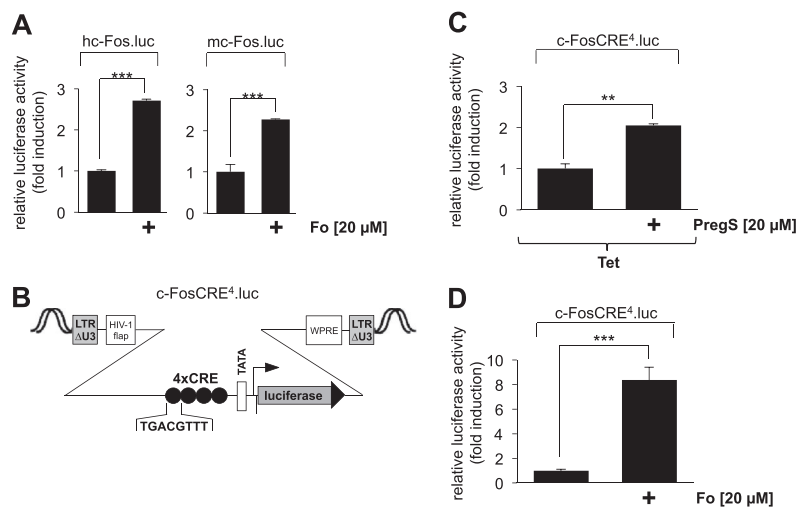 A
hc-Fos.luc
mc-Fos.luc
relative luciferase activity
(fold induction)
3
2
1
0
***
3
2
1
0
***
+
+
Fo [20 µM]
B
c-FosCRE⁴.luc
LTR
ΔU3
HIV-1
flap
WPRE
LTR
ΔU3
4xCRE
TATA
luciferase
TGACGTTT
C
c-FosCRE⁴.luc
relative luciferase activity
(fold induction)
3
2
1
0
**
+
PregS [20 µM]
Tet
D
c-FosCRE⁴.luc
relative luciferase activity
(fold induction)
10
8
6
4
2
0
***
+
Fo [20 µM]